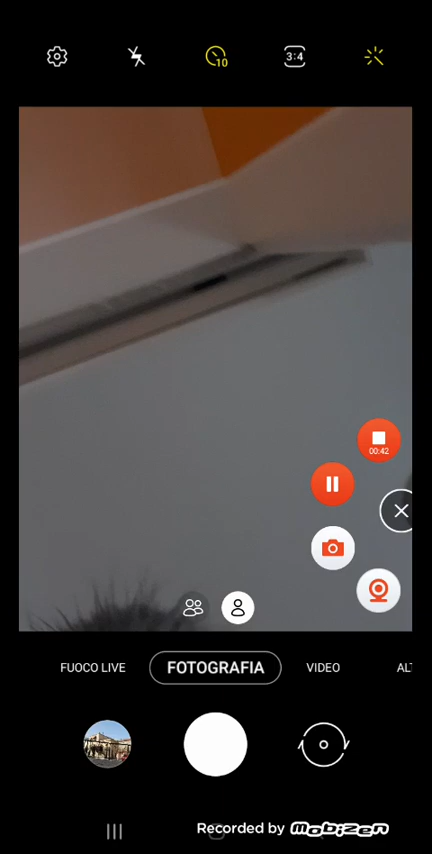 10
3:4
00:42
FUOCO LIVE
FOTOGRAFIA
VIDEO
ALT
Recorded by Mobizen